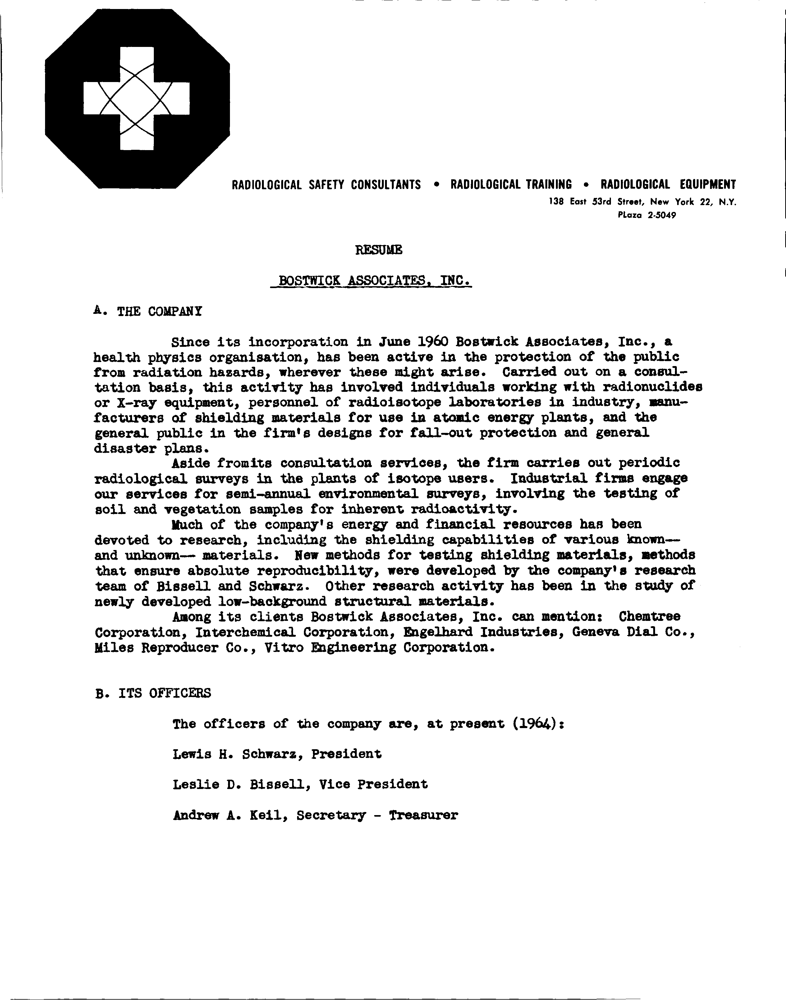 RADIOLOGICAL SAFETY CONSULTANTS • RADIOLOGICAL TRAINING • RADIOLOGICAL EQUIPMENT
138 East 53rd Street, New York 22, N.Y.
PLaza 2-5049
RESUME
BOSTWICK ASSOCIATES, INC.
A. THE COMPANY
Since its incorporation in June 1960 Bostwick Associates, Inc., a
health physics organisation, has been active in the protection of the public
from radiation hazards, wherever these might arise. Carried out on a consul-
tation basis, this activity has involved individuals working with radionuclides
or X-ray equipment, personnel of radioisotope laboratories in industry, manu-
facturers of shielding materials for use in atomic energy plants, and the
general public in the firm's designs for fall-out protection and general
disaster plans.
Aside fromits consultation services, the firm carries out periodic
radiological surveys in the plants of isotope users. Industrial firms engage
our services for semi-annual environmental surveys, involving the testing of
soil and vegetation samples for inherent radioactivity.
Much of the company's energy and financial resources has been
devoted to research, including the shielding capabilities of various known--
and unknown-- materials. New methods for testing shielding materials, methods
that ensure absolute reproducibility, were developed by the company's research
team of Bissell and Schwarz. Other research activity has been in the study of
newly developed low-background structural materials.
Among its clients Bostwick Associates, Inc. can mention: Chemtree
Corporation, Interchemical Corporation, Engelhard Industries, Geneva Dial Co.,
Miles Reproducer Co., Vitro Engineering Corporation.
B. ITS OFFICERS
The officers of the company are, at present (1964):
Lewis H. Schwarz, President
Leslie D. Bissell, Vice President
Andrew A. Keil, Secretary - Treasurer